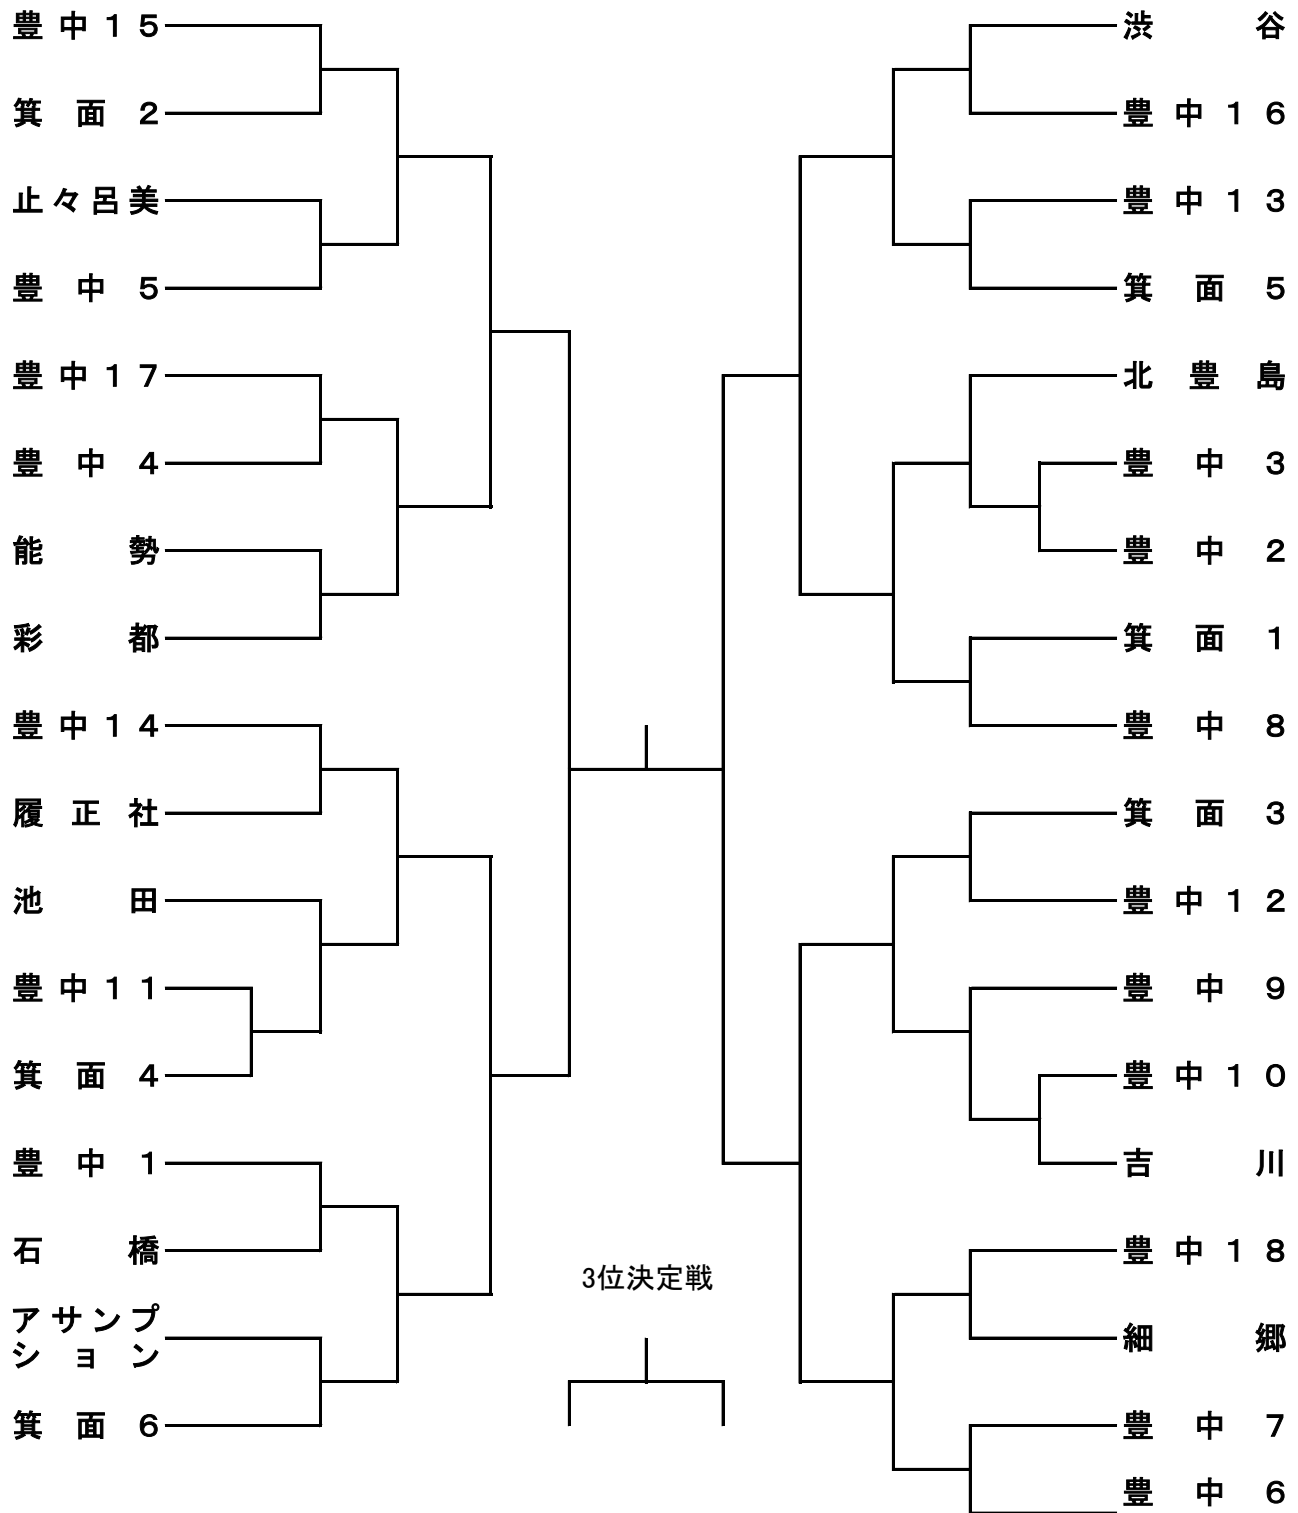 豊中１５
箕面２
止々呂美
豊中５
豊中１７
豊中４
能勢
彩都
豊中１４
履正社
池田
豊中１１
箕面４
豊中１
石橋
アサンプ
ション
箕面６
3位決定戦
渋谷
豊中１６
豊中１３
箕面５
北豊島
豊中３
豊中２
箕面１
豊中８
箕面３
豊中１２
豊中９
豊中１０
吉川
豊中１８
細郷
豊中７
豊中６